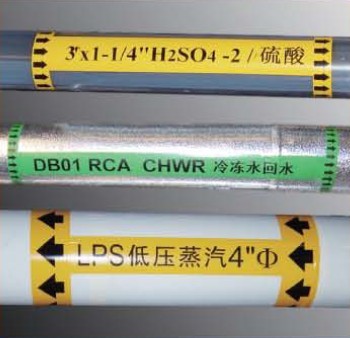 3"x1-1/4"H2SO4-2/硫酸
DB01 RCA CHWR 冷冻水回水
LPS低压蒸汽4"Φ